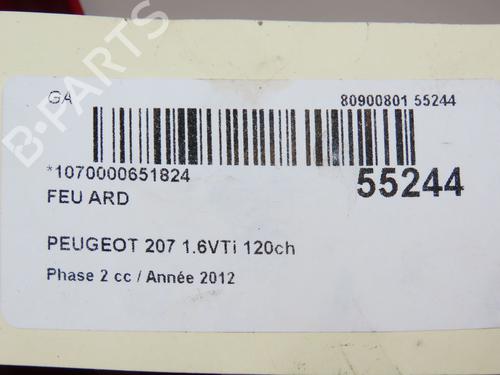 GA 80900801 55244
*1070000651824 55244
FEU ARD
PEUGEOT 207 1.6VTi 120ch
Phase 2 cc / Année 2012
B-PARTS